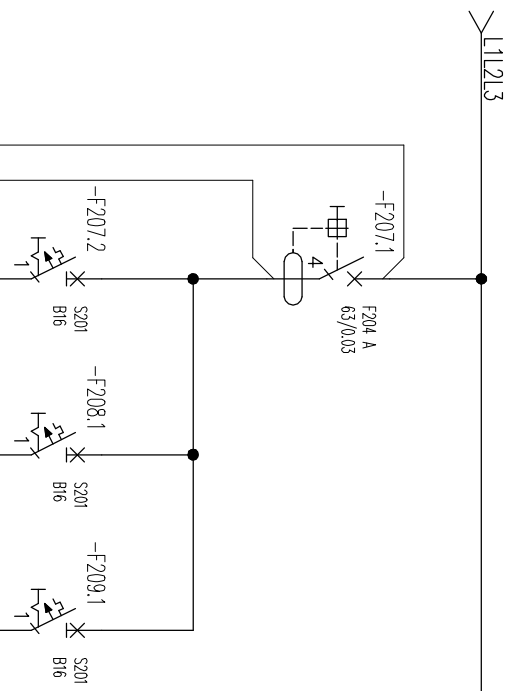 L1L2L3
-F207.1
F204 A
63/0.03
4
-F207.2
S201
B16
1
-F208.1
S201
B16
1
-F209.1
S201
B16
1